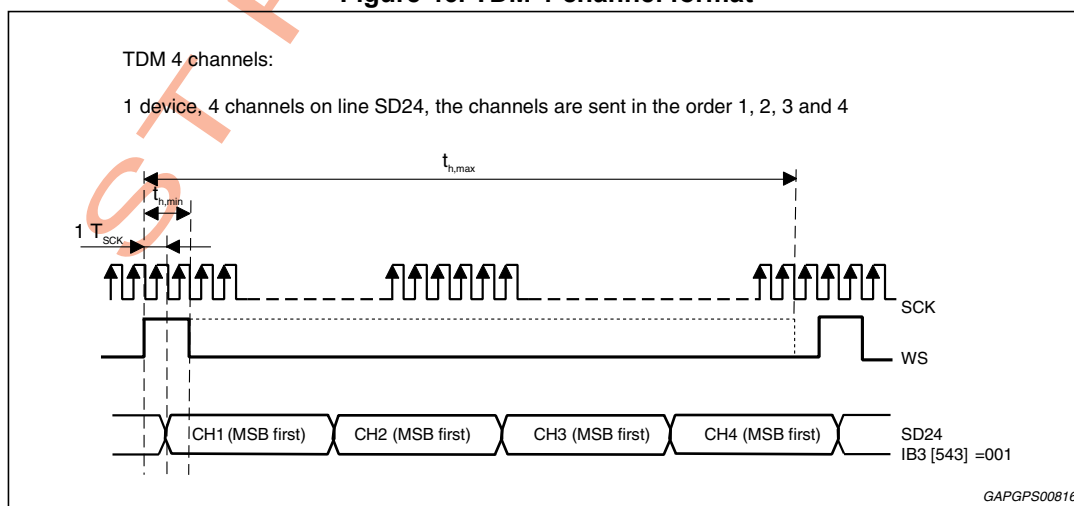 Figure 40. TDM 4 channel format
TDM 4 channels:
1 device, 4 channels on line SD24, the channels are sent in the order 1, 2, 3 and 4
th,max
th,min
1 TSCK
SCK
WS
CH1 (MSB first) CH2 (MSB first) CH3 (MSB first) CH4 (MSB first)
SD24
IB3 [543] =001
GAPGPS00816
S T